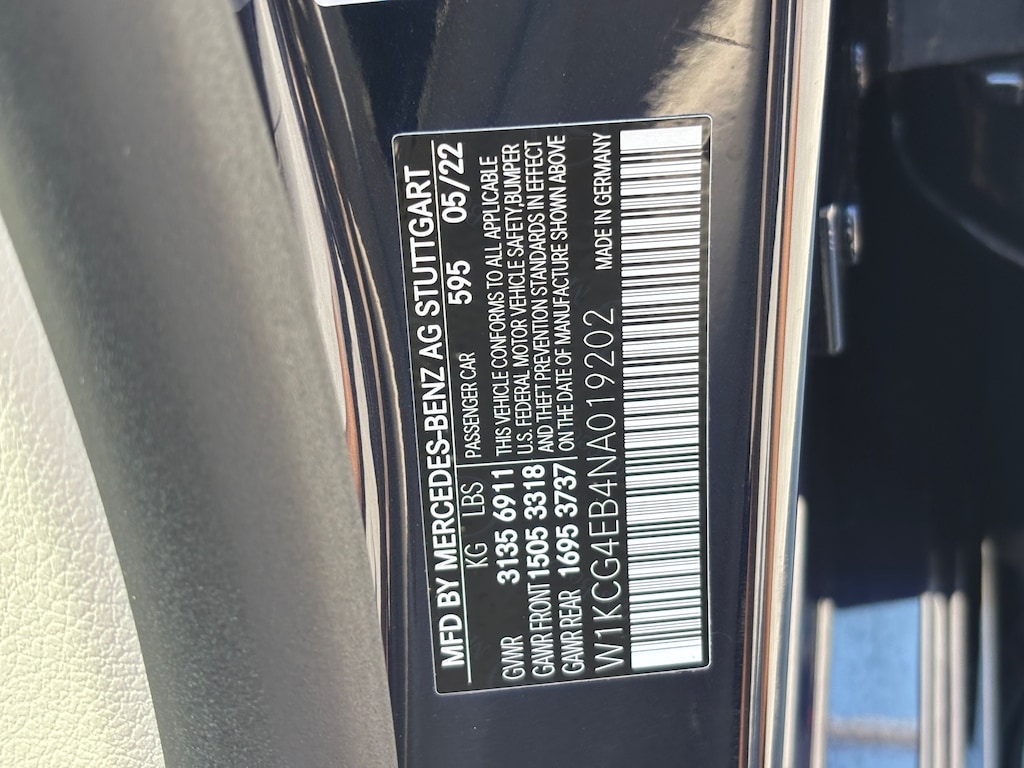 MFD BY MERCEDES-BENZ AG STUTTGART
595 05/22
KG LBS PASSENGER CAR
GVWR 3135 6911 THIS VEHICLE CONFORMS TO ALL APPLICABLE
U.S. FEDERAL MOTOR VEHICLE SAFETY,BUMPER
GAWR FRONT 1505 3318 AND THEFT PREVENTION STANDARDS IN EFFECT
GAWR REAR 1695 3737 ON THE DATE OF MANUFACTURE SHOWN ABOVE
W1KCG4EB4NA019202 MADE IN GERMANY